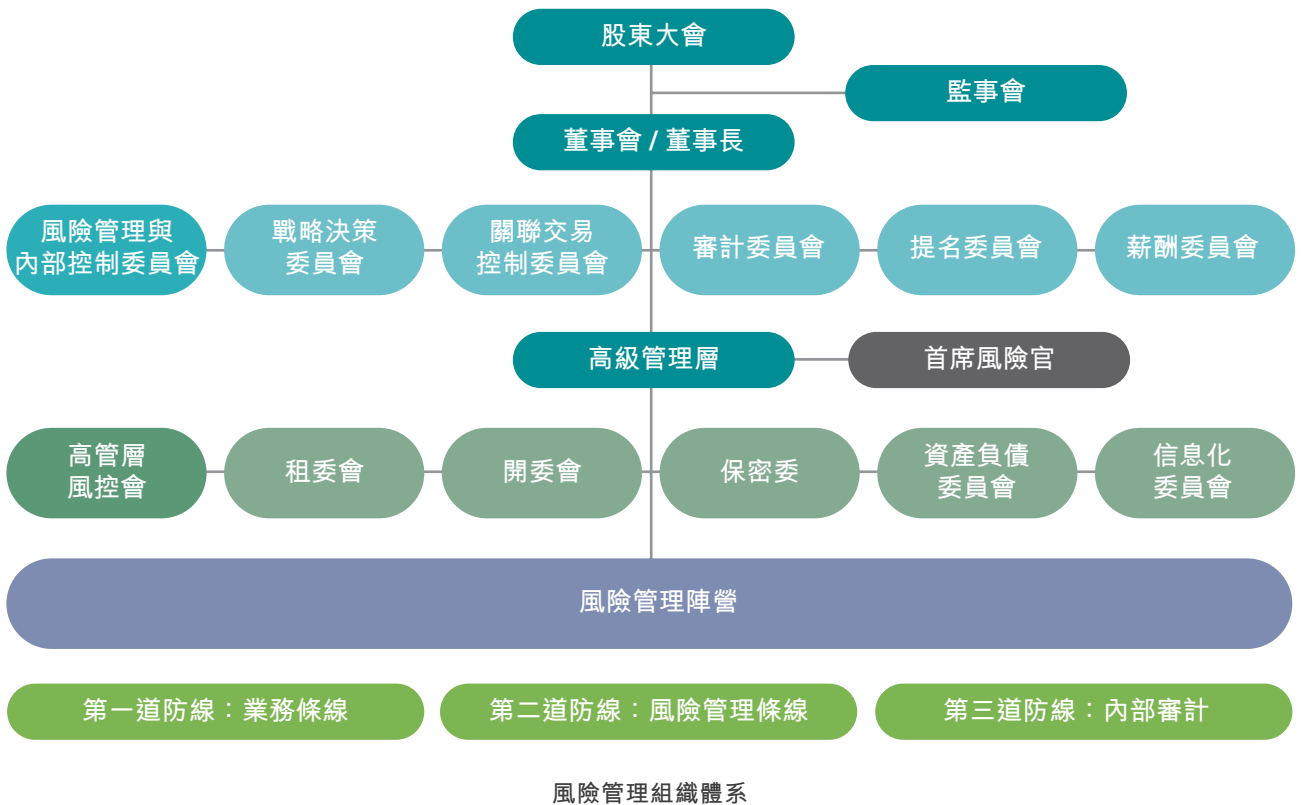 股東大會
監事會
董事會 / 董事長
風險管理與
內部控制委員會
戰略決策
委員會
關聯交易
控制委員會
審計委員會
提名委員會
薪酬委員會
高級管理層
首席風險官
高管層
風控會
租委會
開委會
保密委
資產負債
委員會
信息化
委員會
風險管理陣營
第一道防線：業務條線
第二道防線：風險管理條線
第三道防線：內部審計
風險管理組織體系